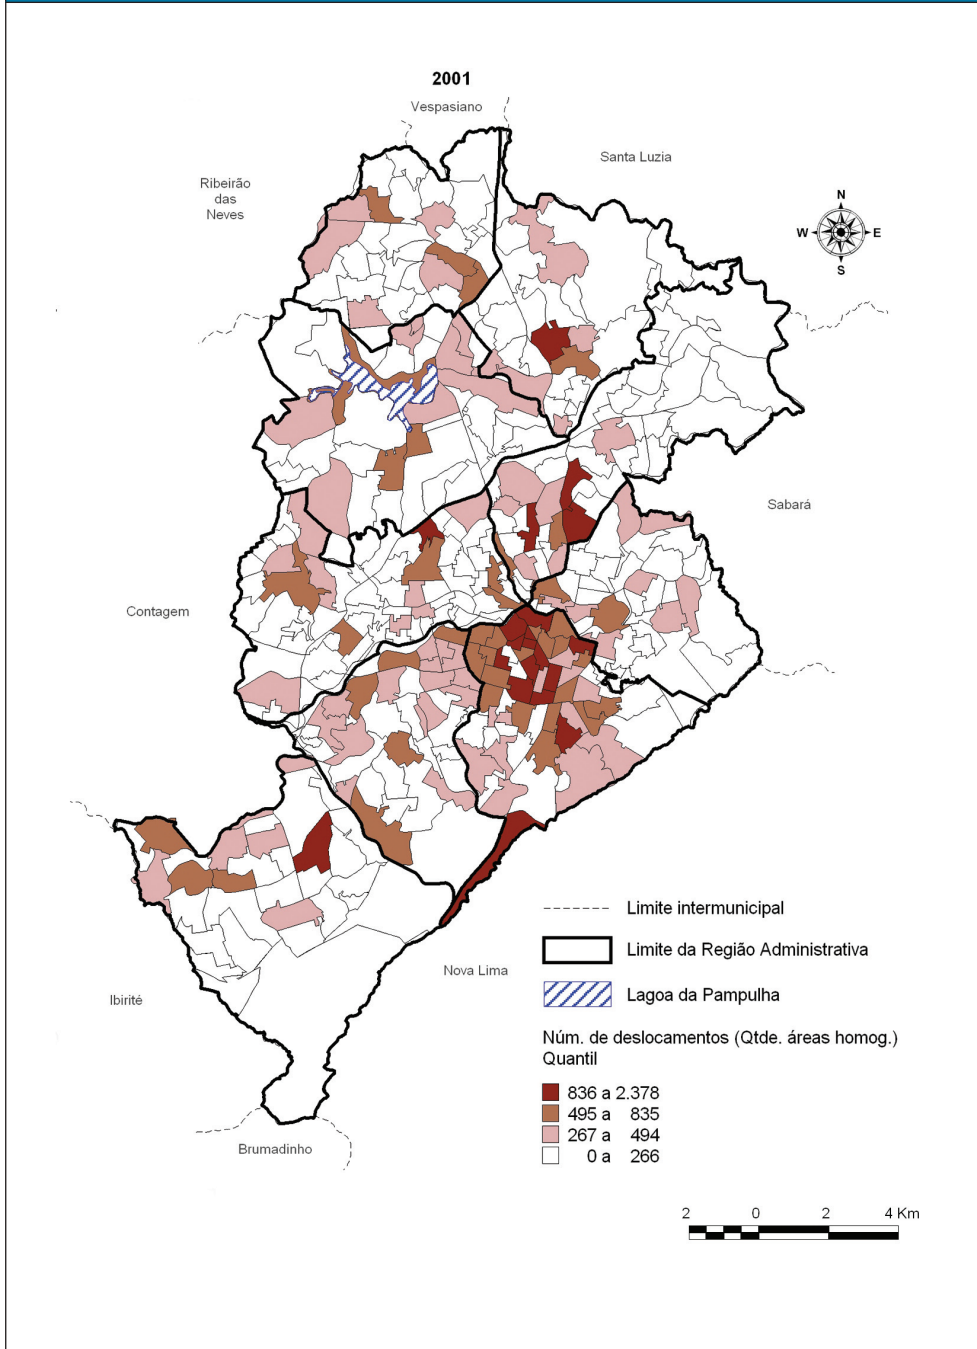 2001
Vespasiano
Santa Luzia
Ribeirão
das
Neves
N
W
E
S
Sabará
Contagem
Limite intermunicipal
Limite da Região Administrativa
Nova Lima
Lagoa da Pampulha
Ibirité
Núm. de deslocamentos (Qtde. áreas homog.)
Quantil
836 a 2.378
495 a 835
267 a 494
0 a 266
Brumadinho
2 0 2 4 Km